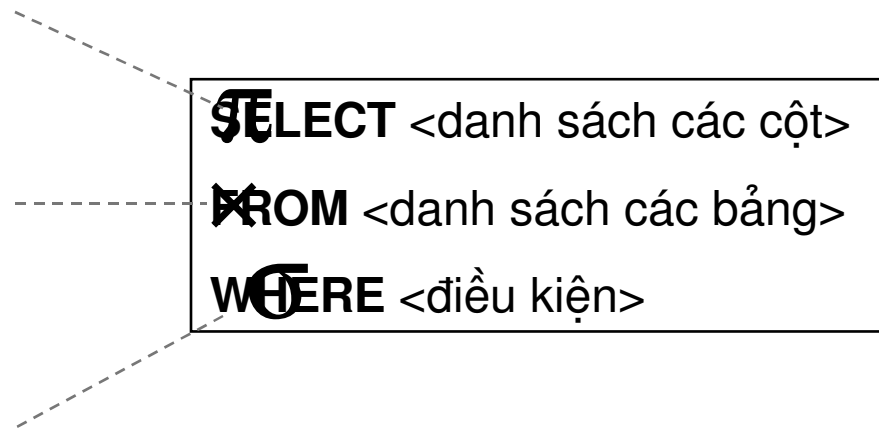 π
SELECT <danh sách các cột>
×
FROM <danh sách các bảng>
σ
WHERE <điều kiện>